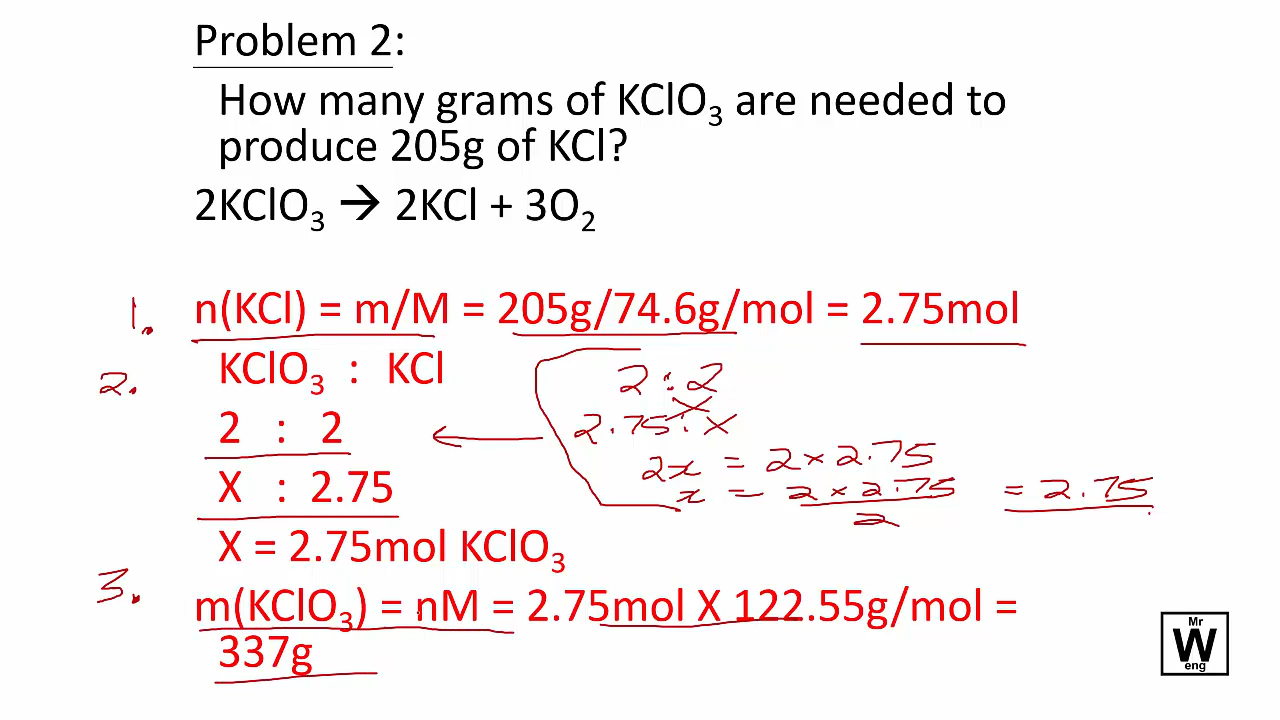 Problem 2:
How many grams of KClO₃ are needed to
produce 205g of KCl?
2KClO₃ → 2KCl + 3O₂
1. n(KCl) = m/M = 205g/74.6g/mol = 2.75mol
2. KClO₃ : KCl
2 : 2
X : 2.75
2 : 2
2.75 : X
2x = 2 × 2.75
x = 2 × 2.75 / 2 = 2.75
X = 2.75mol KClO₃
3. m(KClO₃) = nM = 2.75mol X 122.55g/mol =
337g
Mr
W
eng